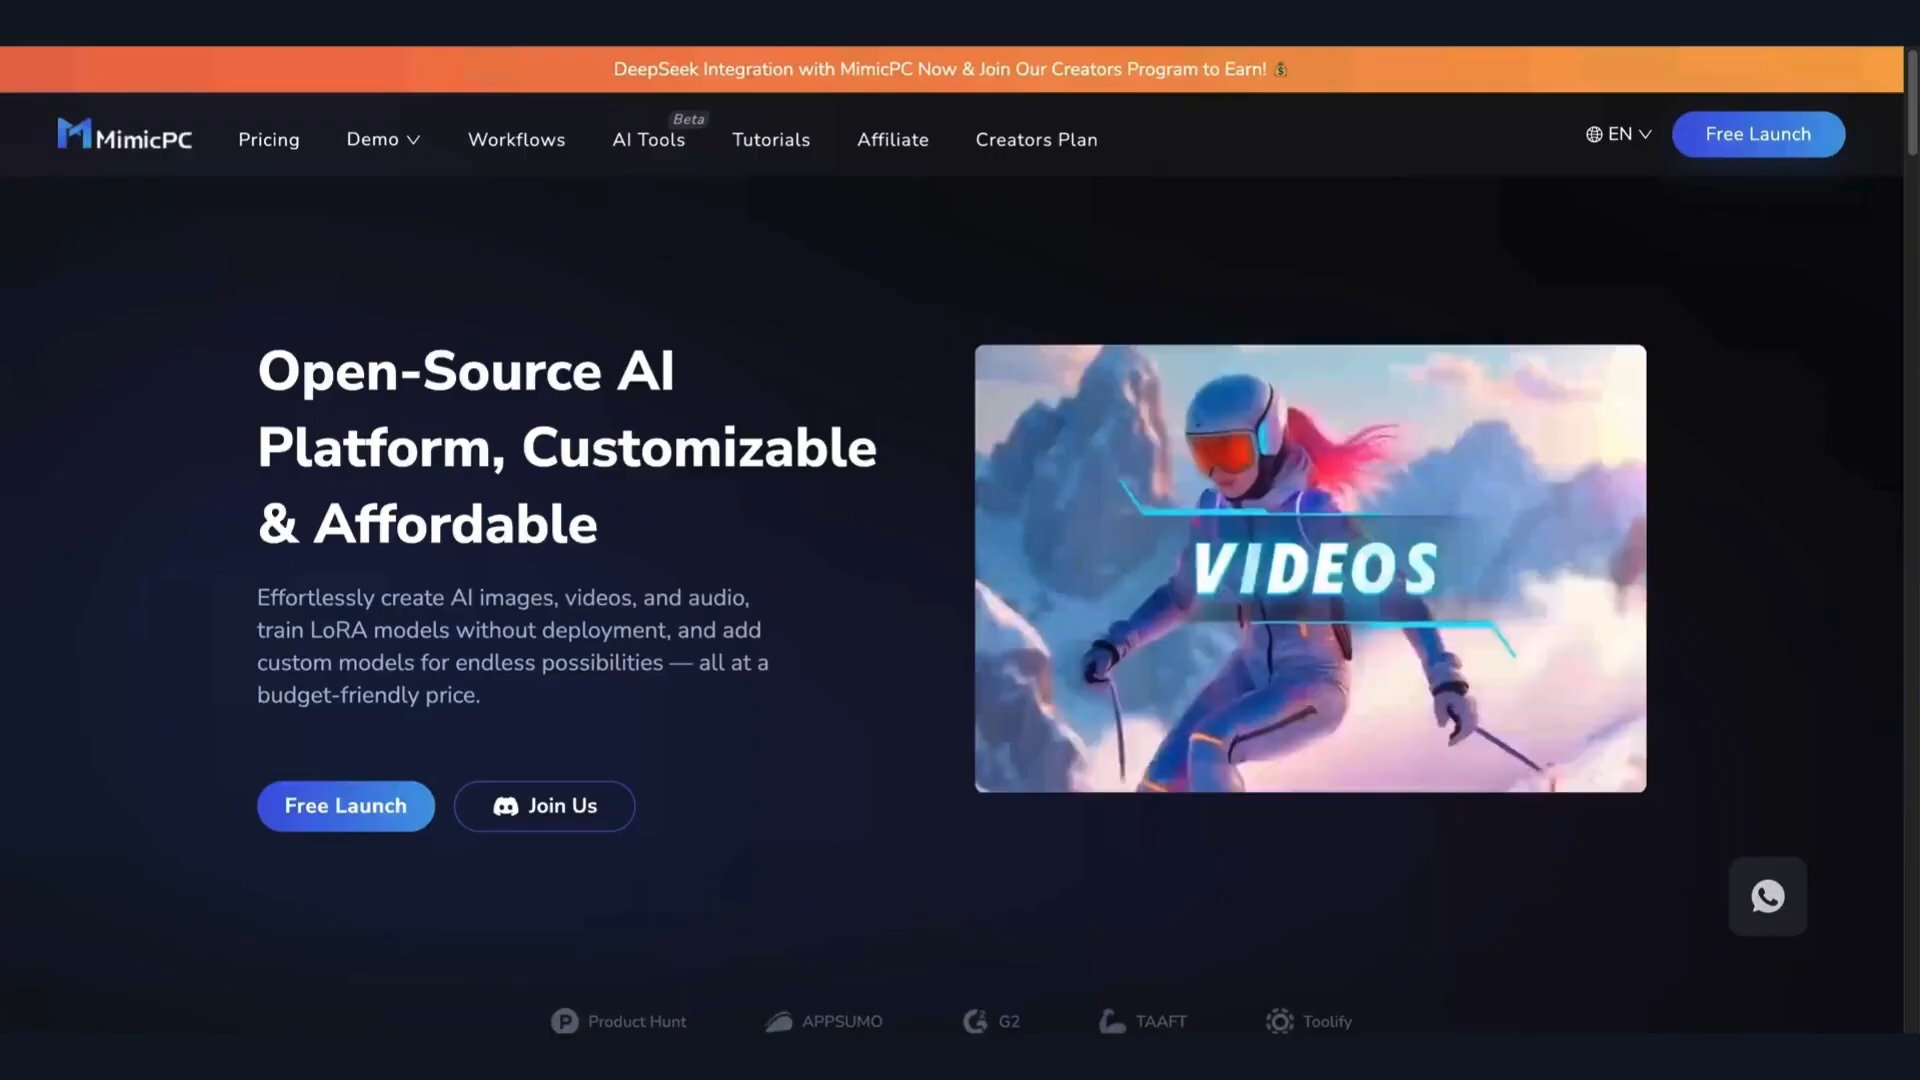 DeepSeek Integration with MimicPC Now & Join Our Creators Program to Earn! 💰
MimicPC
Pricing
Demo
Workflows
AI Tools
Beta
Tutorials
Affiliate
Creators Plan
EN
Free Launch
Open-Source AI
Platform, Customizable
& Affordable
Effortlessly create AI images, videos, and audio,
train LoRA models without deployment, and add
custom models for endless possibilities — all at a
budget-friendly price.
Free Launch
Join Us
VIDEOS
Product Hunt
APPSUMO
G2
TAAFT
Toolify